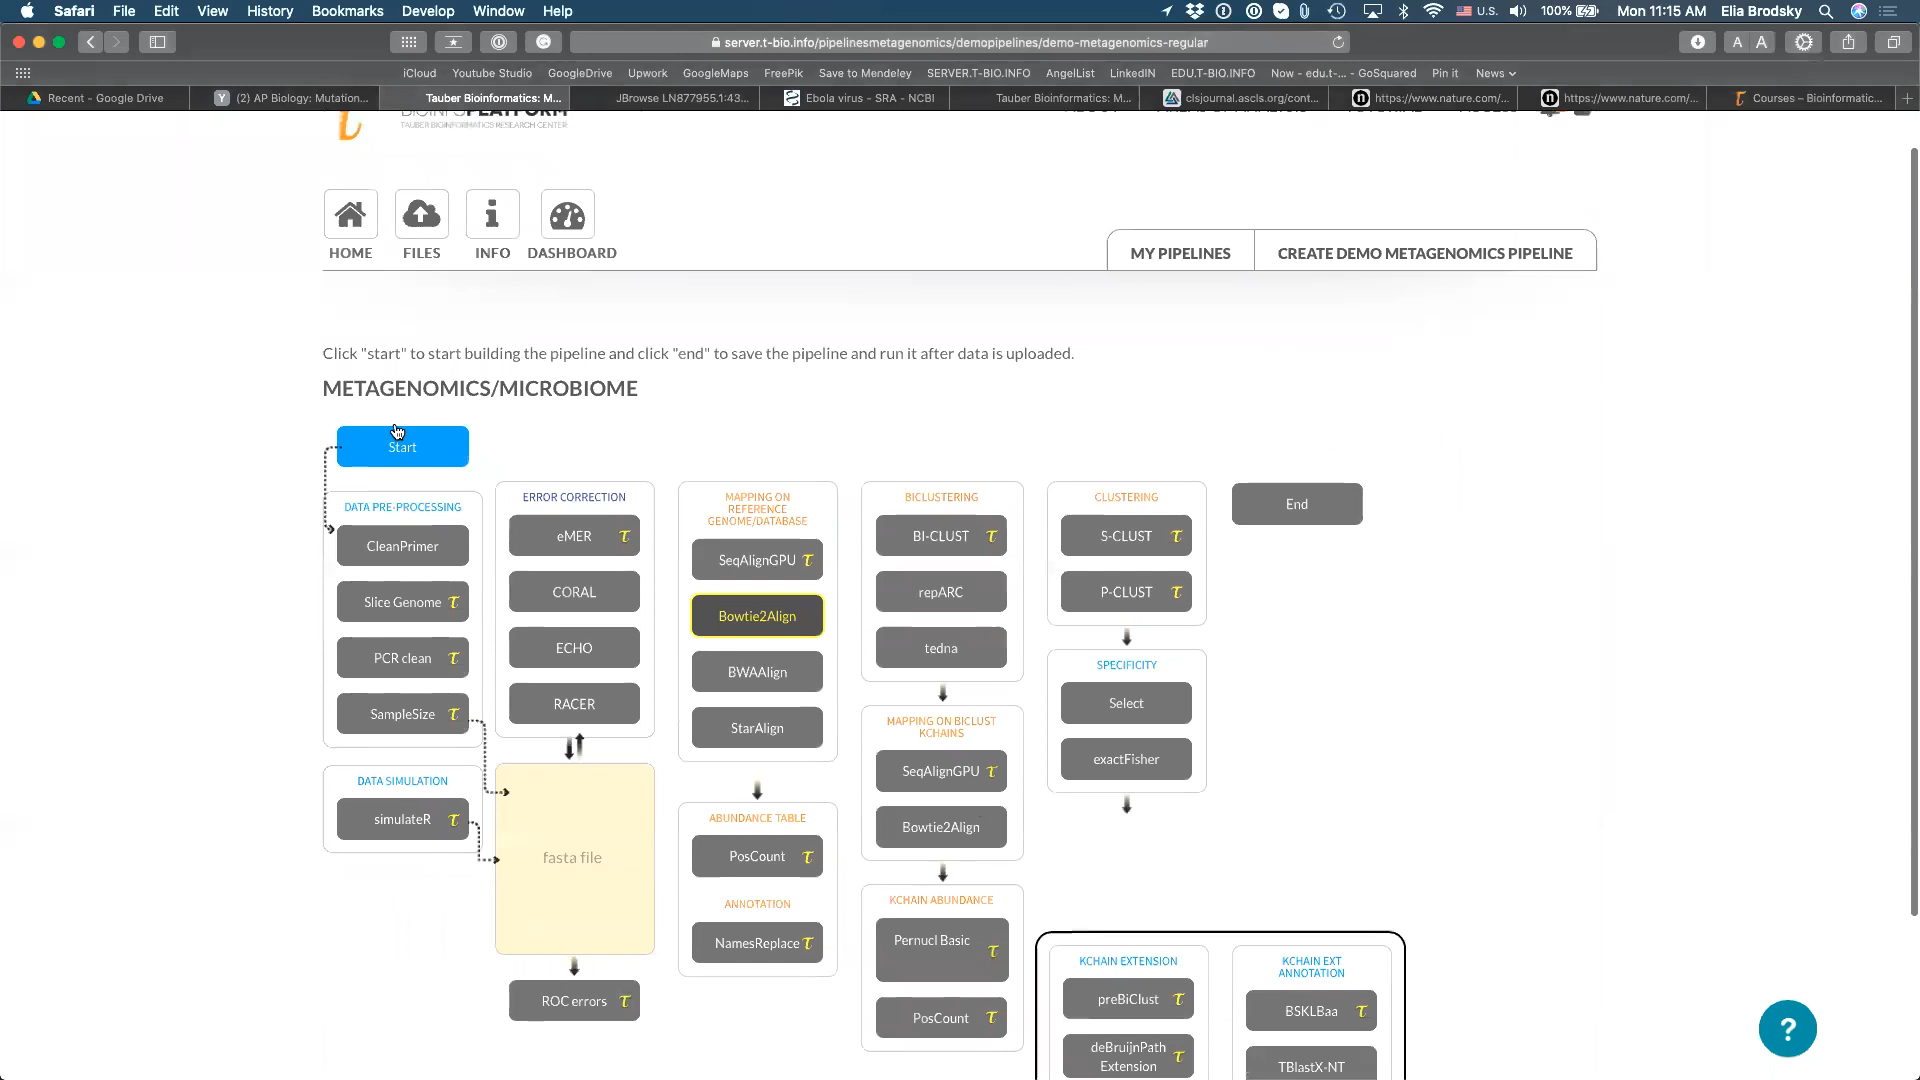 Safari File Edit View History Bookmarks Develop Window Help
U.S. 100% Mon 11:15 AM Elia Brodsky
server.t-bio.info/pipelinesmetagenomics/demopipelines/demo-metagenomics-regular
A A
iCloud Youtube Studio GoogleDrive Upwork GoogleMaps FreePik Save to Mendeley SERVER.T-BIO.INFO AngelList LinkedIN EDU.T-BIO.INFO Now - edu.t-... - GoSquared Pin it News
Recent - Google Drive (2) AP Biology: Mutation... Tauber Bioinformatics: M... JBrowse LN877955.1:43... Ebola virus - SRA - NCBI Tauber Bioinformatics: M... clsjournal.ascls.org/cont... https://www.nature.com/... https://www.nature.com/... Courses – Bioinformatic...
TAUBER BIOINFORMATICS RESEARCH CENTER
HOME FILES INFO DASHBOARD
MY PIPELINES CREATE DEMO METAGENOMICS PIPELINE
Click "start" to start building the pipeline and click "end" to save the pipeline and run it after data is uploaded.
METAGENOMICS/MICROBIOME
Start
DATA PRE-PROCESSING
CleanPrimer
Slice Genome τ
PCR clean τ
SampleSize τ
DATA SIMULATION
simulateR τ
ERROR CORRECTION
eMER τ
CORAL
ECHO
RACER
fasta file
ROC errors τ
MAPPING ON
REFERENCE
GENOME/DATABASE
SeqAlignGPU τ
Bowtie2Align
BWAAlign
StarAlign
ABUNDANCE TABLE
PosCount τ
ANNOTATION
NamesReplace τ
BICLUSTERING
BI-CLUST τ
repARC
tedna
MAPPING ON BICLUST
KCHAINS
SeqAlignGPU τ
Bowtie2Align
KCHAIN ABUNDANCE
Pernucl Basic τ
PosCount τ
CLUSTERING
S-CLUST τ
P-CLUST τ
SPECIFICITY
Select
exactFisher
End
KCHAIN EXTENSION
preBiClust τ
deBruijnPath
Extension τ
KCHAIN EXT
ANNOTATION
BSKLBaa τ
TBlastX-NT
?